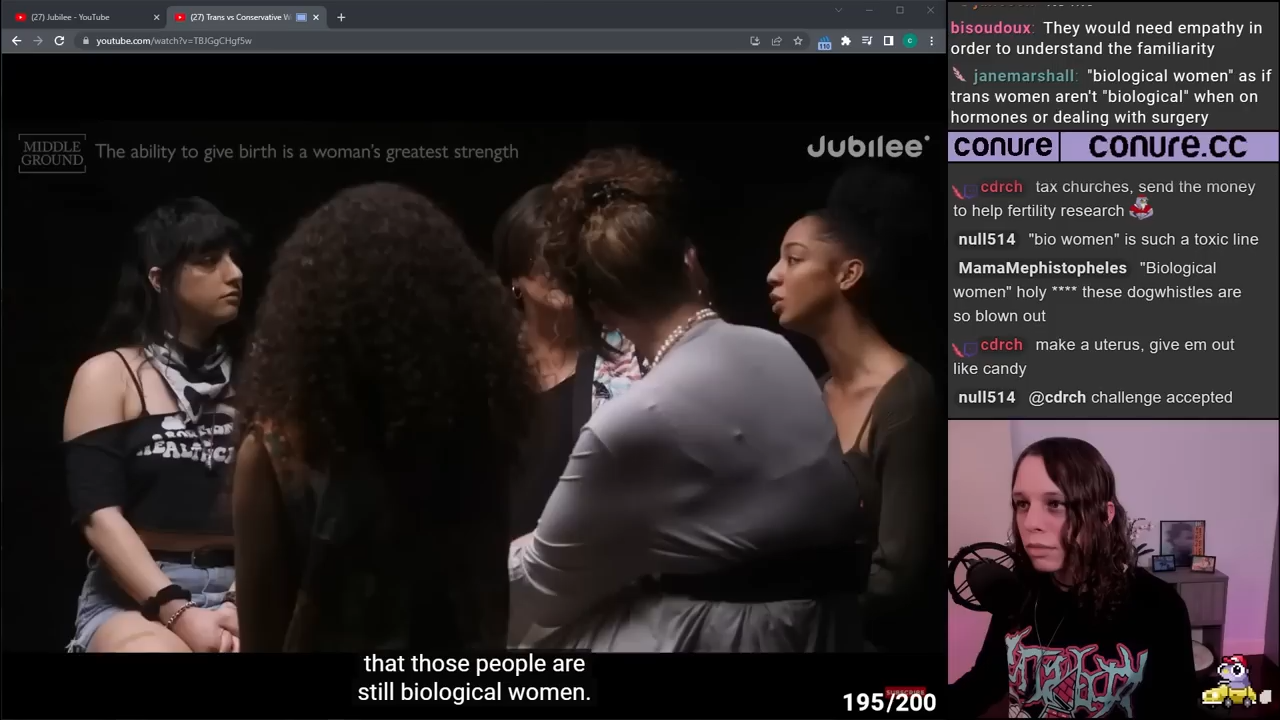 (27) Jubilee - YouTube
(27) Trans vs Conservative W
youtube.com/watch?v=TBJGgCHgf5w
MIDDLE
GROUND
The ability to give birth is a woman's greatest strength
Jubilee
HEALTHC
that those people are
still biological women.
SUBSCRIBE
195/200
bisoudoux: They would need empathy in
order to understand the familiarity
janemarshall: "biological women" as if
trans women aren't "biological" when on
hormones or dealing with surgery
conure
conure.cc
cdrch tax churches, send the money
to help fertility research
null514 "bio women" is such a toxic line
MamaMephistopheles "Biological
women" holy **** these dogwhistles are
so blown out
cdrch make a uterus, give em out
like candy
null514 @cdrch challenge accepted